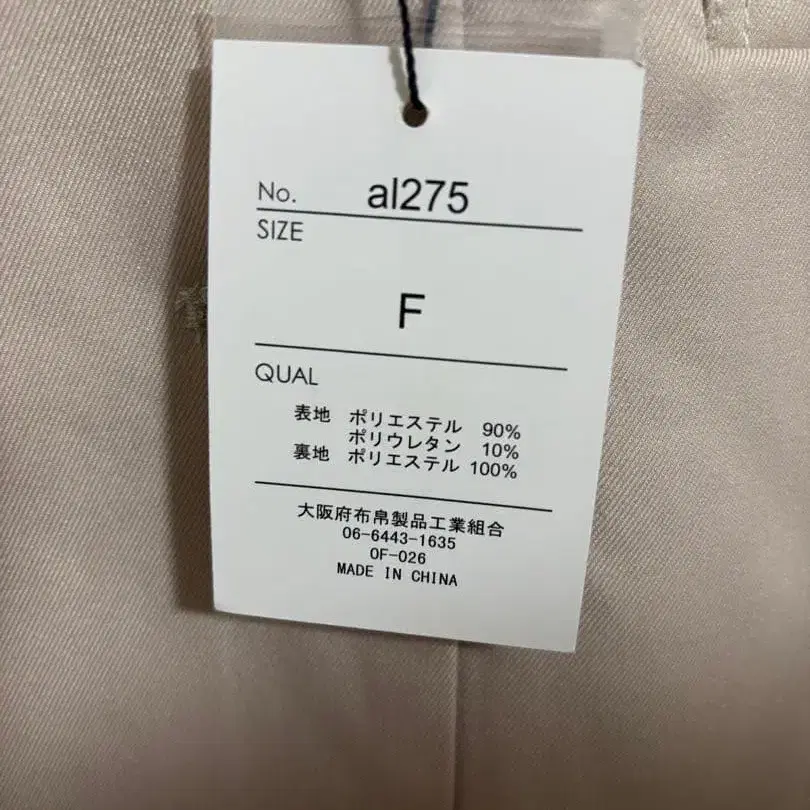 No. al275
SIZE
F
QUAL
表地 ポリエステル 90%
ポリウレタン 10%
裏地 ポリエステル 100%
大阪府布帛製品工業組合
06-6443-1635
OF-026
MADE IN CHINA